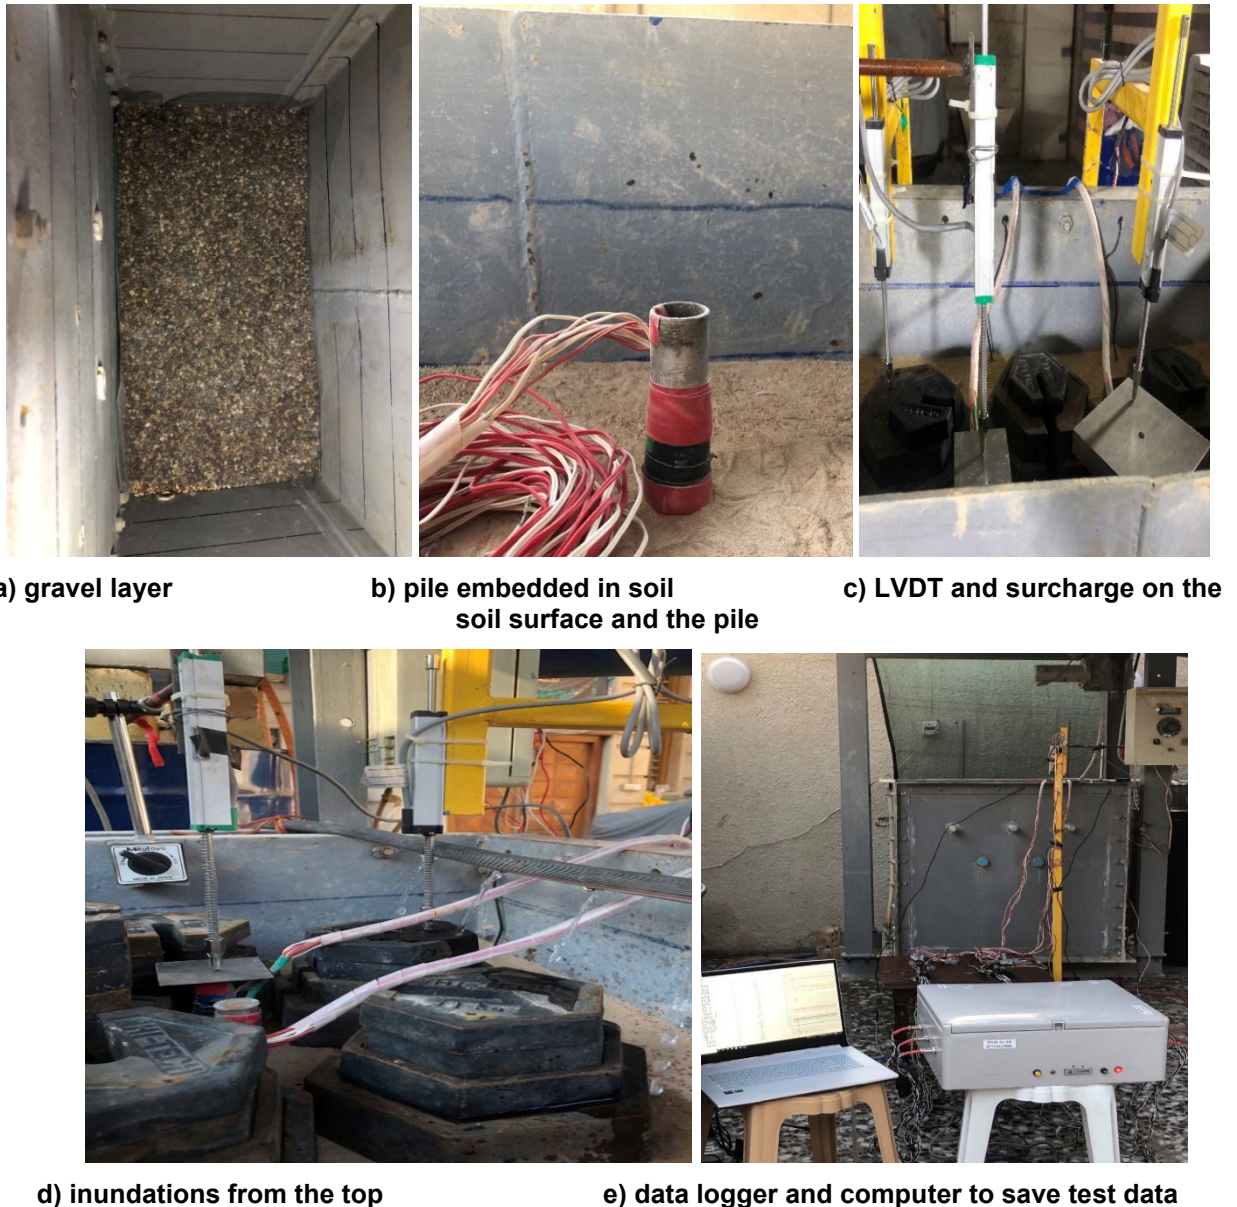 a) gravel layer
b) pile embedded in soil
c) LVDT and surcharge on the
soil surface and the pile
Mitutoyo
d) inundations from the top
e) data logger and computer to save test data